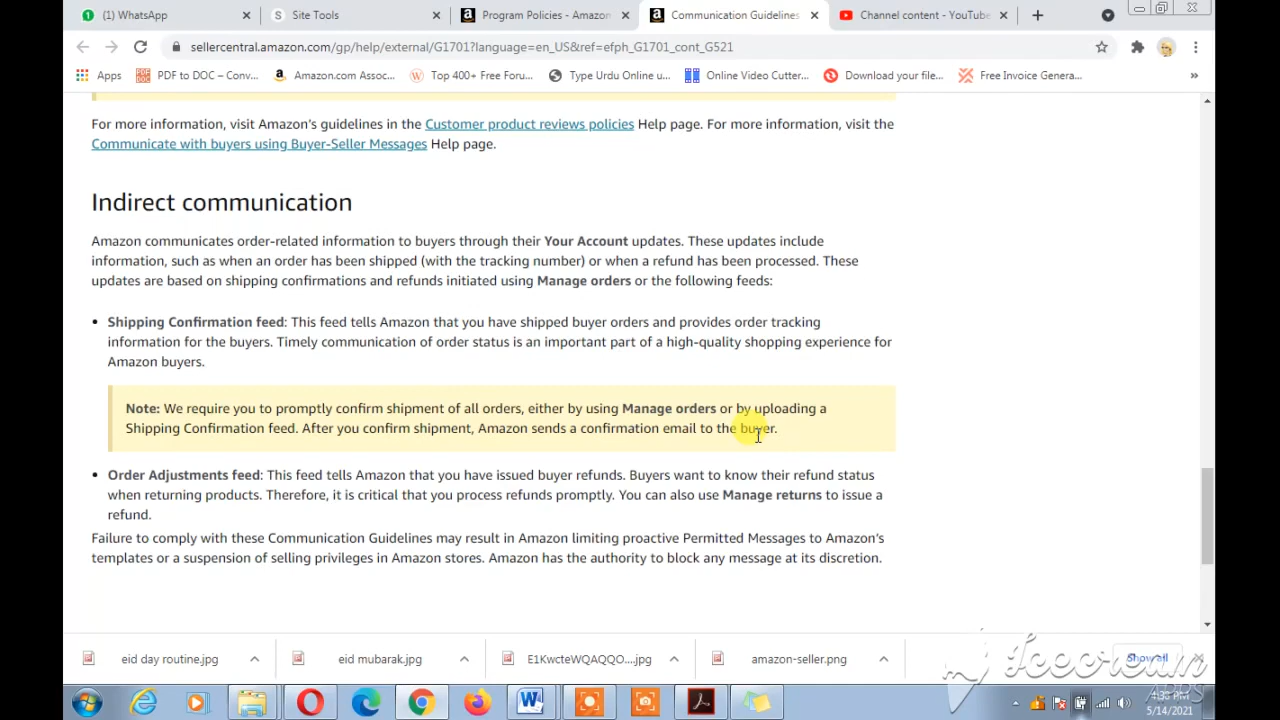 (1) WhatsApp
Site Tools
Program Policies - Amazon
Communication Guidelines
Channel content - YouTube
sellercentral.amazon.com/gp/help/external/G1701?language=en_US&ref=efph_G1701_cont_G521
Apps
PDF to DOC – Conv...
Amazon.com Assoc...
Top 400+ Free Foru...
Type Urdu Online u...
Online Video Cutter...
Download your file...
Free Invoice Genera...
»
For more information, visit Amazon's guidelines in the Customer product reviews policies Help page. For more information, visit the
Communicate with buyers using Buyer-Seller Messages Help page.
Indirect communication
Amazon communicates order-related information to buyers through their Your Account updates. These updates include
information, such as when an order has been shipped (with the tracking number) or when a refund has been processed. These
updates are based on shipping confirmations and refunds initiated using Manage orders or the following feeds:
• Shipping Confirmation feed: This feed tells Amazon that you have shipped buyer orders and provides order tracking
information for the buyers. Timely communication of order status is an important part of a high-quality shopping experience for
Amazon buyers.
Note: We require you to promptly confirm shipment of all orders, either by using Manage orders or by uploading a
Shipping Confirmation feed. After you confirm shipment, Amazon sends a confirmation email to the buyer.
• Order Adjustments feed: This feed tells Amazon that you have issued buyer refunds. Buyers want to know their refund status
when returning products. Therefore, it is critical that you process refunds promptly. You can also use Manage returns to issue a
refund.
Failure to comply with these Communication Guidelines may result in Amazon limiting proactive Permitted Messages to Amazon's
templates or a suspension of selling privileges in Amazon stores. Amazon has the authority to block any message at its discretion.
eid day routine.jpg
eid mubarak.jpg
E1KwcteWQAQQO....jpg
amazon-seller.png
Show all
Icecream
APPS
4:38 PM
5/14/2021